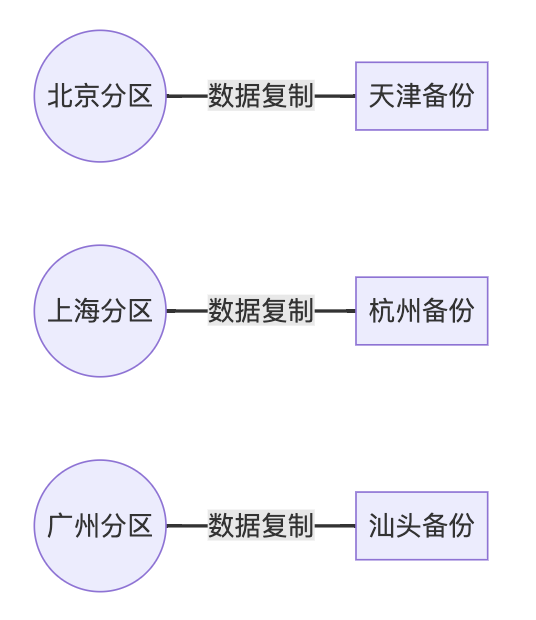 北京分区
数据复制
天津备份
上海分区
数据复制
杭州备份
广州分区
数据复制
汕头备份